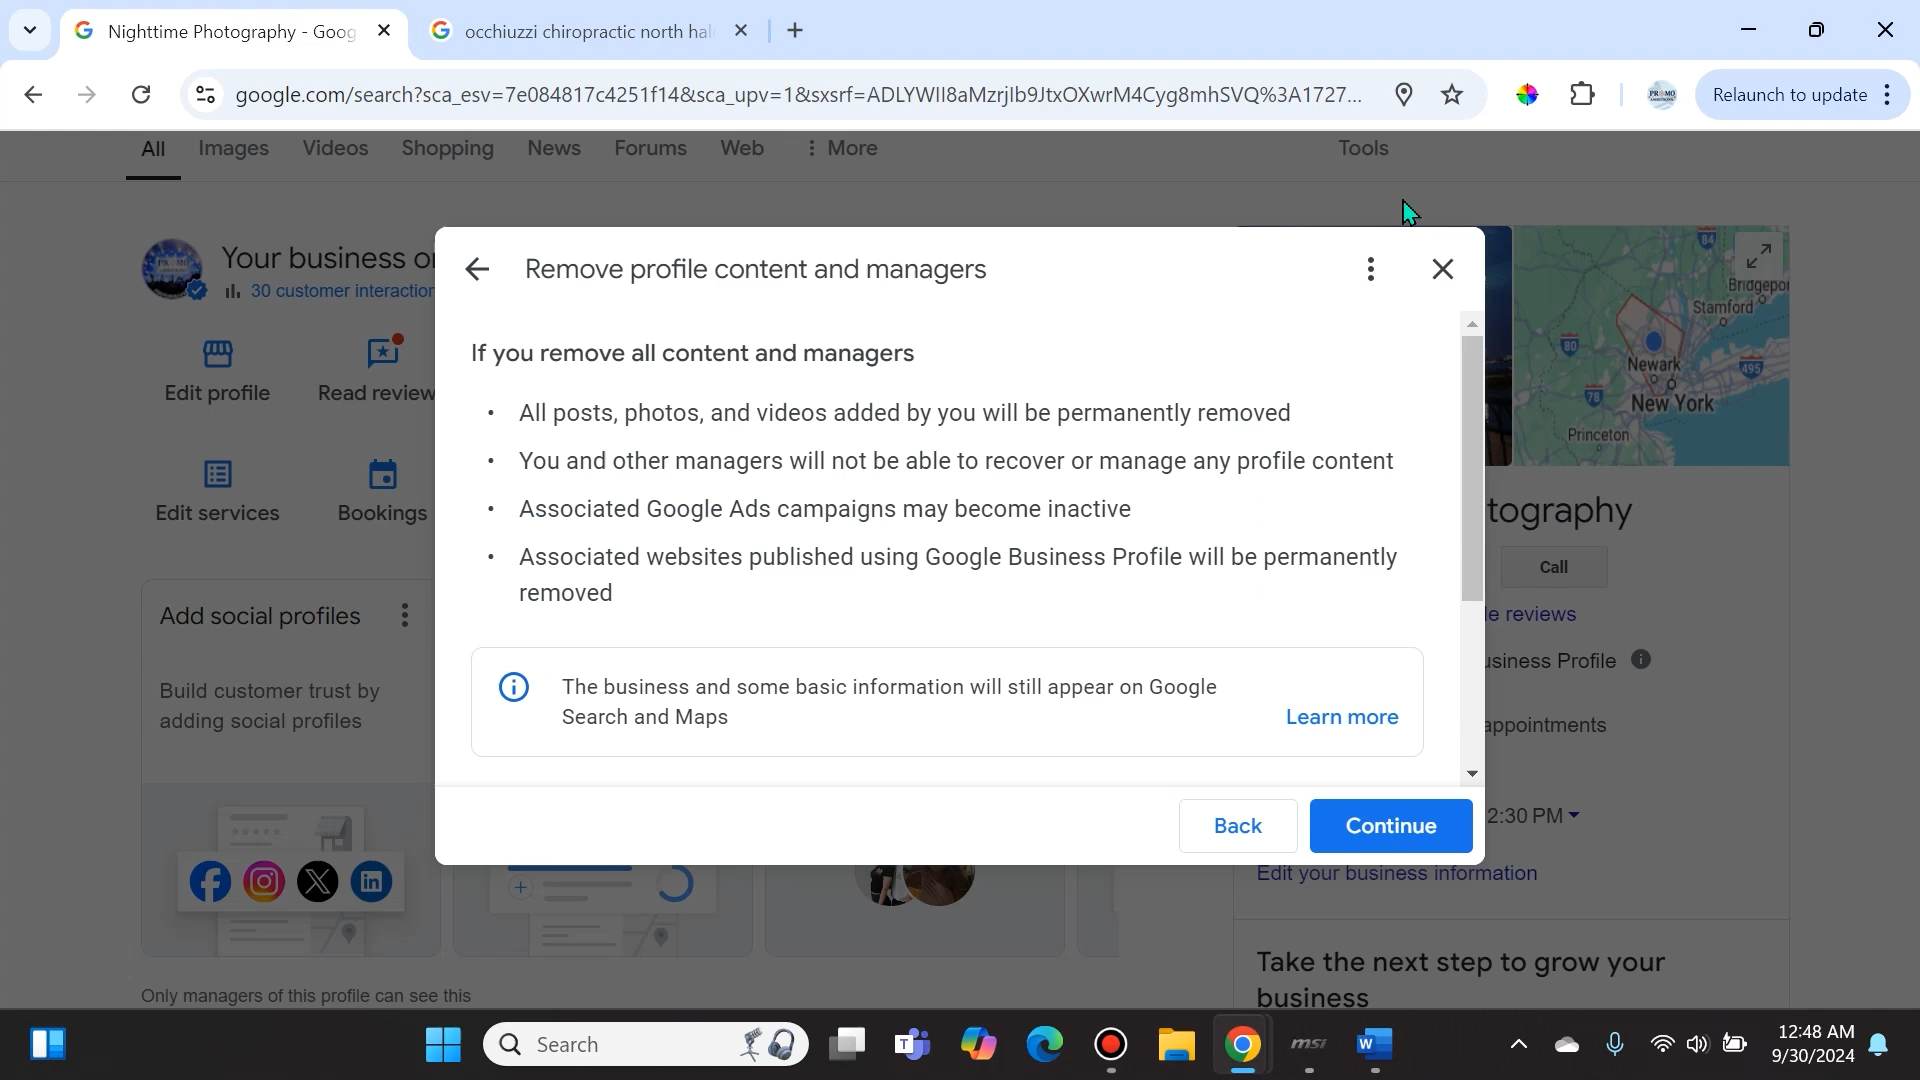 Nighttime Photography - Goog
occhiuzzi chiropractic north hal
google.com/search?sca_esv=7e084817c4251f14&sca_upv=1&sxsrf=ADLYWII8aMzrjIb9JtxOXwrM4Cyg8mhSVQ%3A1727...
Relaunch to update
All
Images
Videos
Shopping
News
Forums
Web
More
Tools
Your business o
30 customer interaction
Edit profile
Read review
Edit services
Bookings
Add social profiles
Build customer trust by
adding social profiles
Only managers of this profile can see this
Remove profile content and managers
If you remove all content and managers
• All posts, photos, and videos added by you will be permanently removed
• You and other managers will not be able to recover or manage any profile content
• Associated Google Ads campaigns may become inactive
• Associated websites published using Google Business Profile will be permanently
removed
The business and some basic information will still appear on Google
Search and Maps
Learn more
Back
Continue
84
Bridgepor
Stamford
80
Newark
495
78
New York
Princeton
tography
Call
le reviews
usiness Profile
appointments
2:30 PM
Edit your business information
Take the next step to grow your
business
Search
msi
12:48 AM
9/30/2024